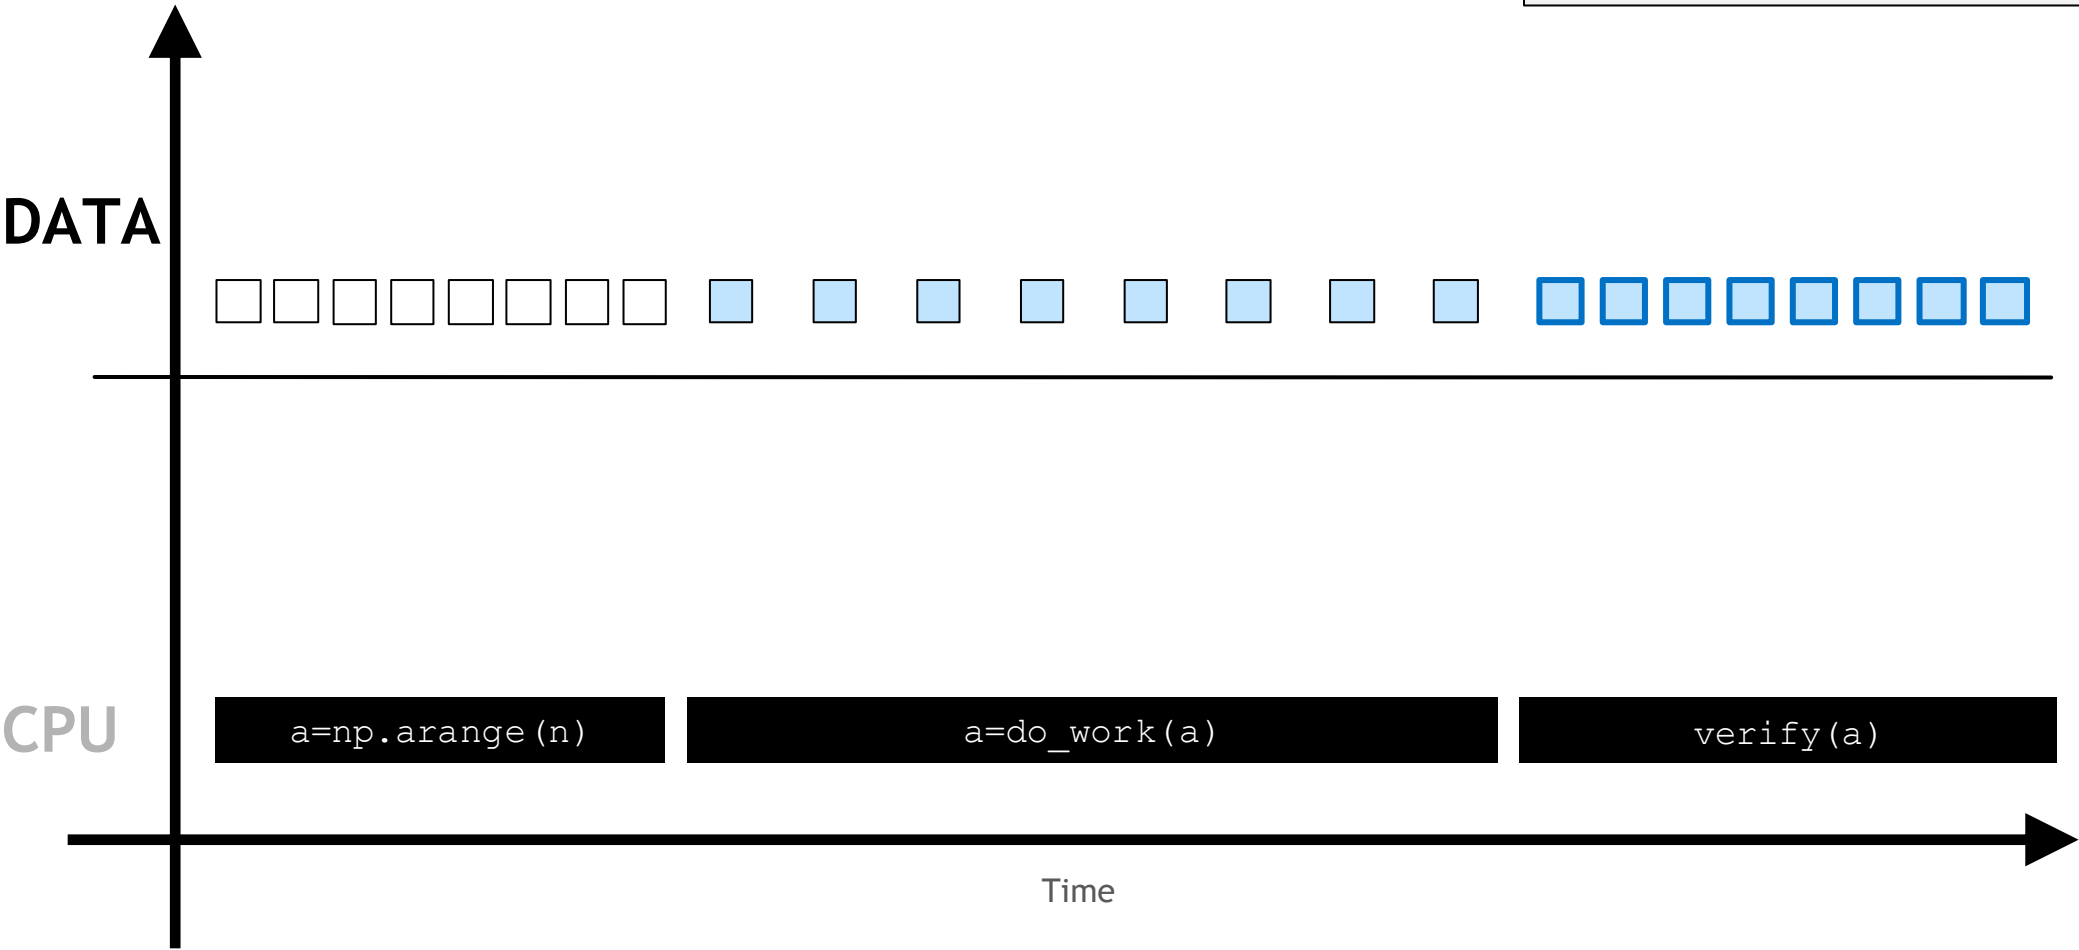 DATA
CPU
a=np.arange(n)
a=do_work(a)
verify(a)
Time